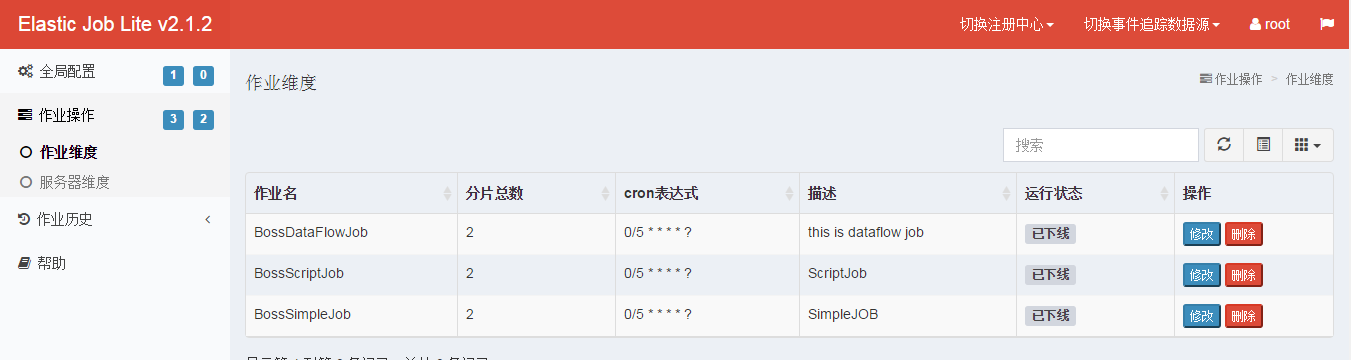 Elastic Job Lite v2.1.2
切换注册中心 切换事件追踪数据源 root
全局配置 1 0
作业操作 3 2
作业维度
服务器维度
作业历史
帮助
作业维度
作业操作 > 作业维度
搜索
作业名 分片总数 cron表达式 描述 运行状态 操作
BossDataFlowJob 2 0/5 * * * * ? this is dataflow job 已下线 修改 删除
BossScriptJob 2 0/5 * * * * ? ScriptJob 已下线 修改 删除
BossSimpleJob 2 0/5 * * * * ? SimpleJOB 已下线 修改 删除